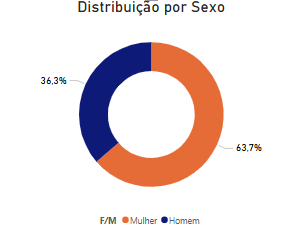 Distribuição por Sexo
36,3%
63,7%
F/M Mulher Homem